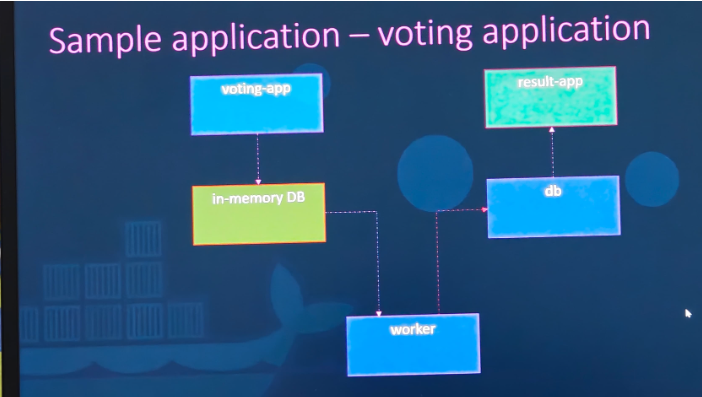 Sample application – voting application
voting-app
result-app
in-memory DB
db
worker